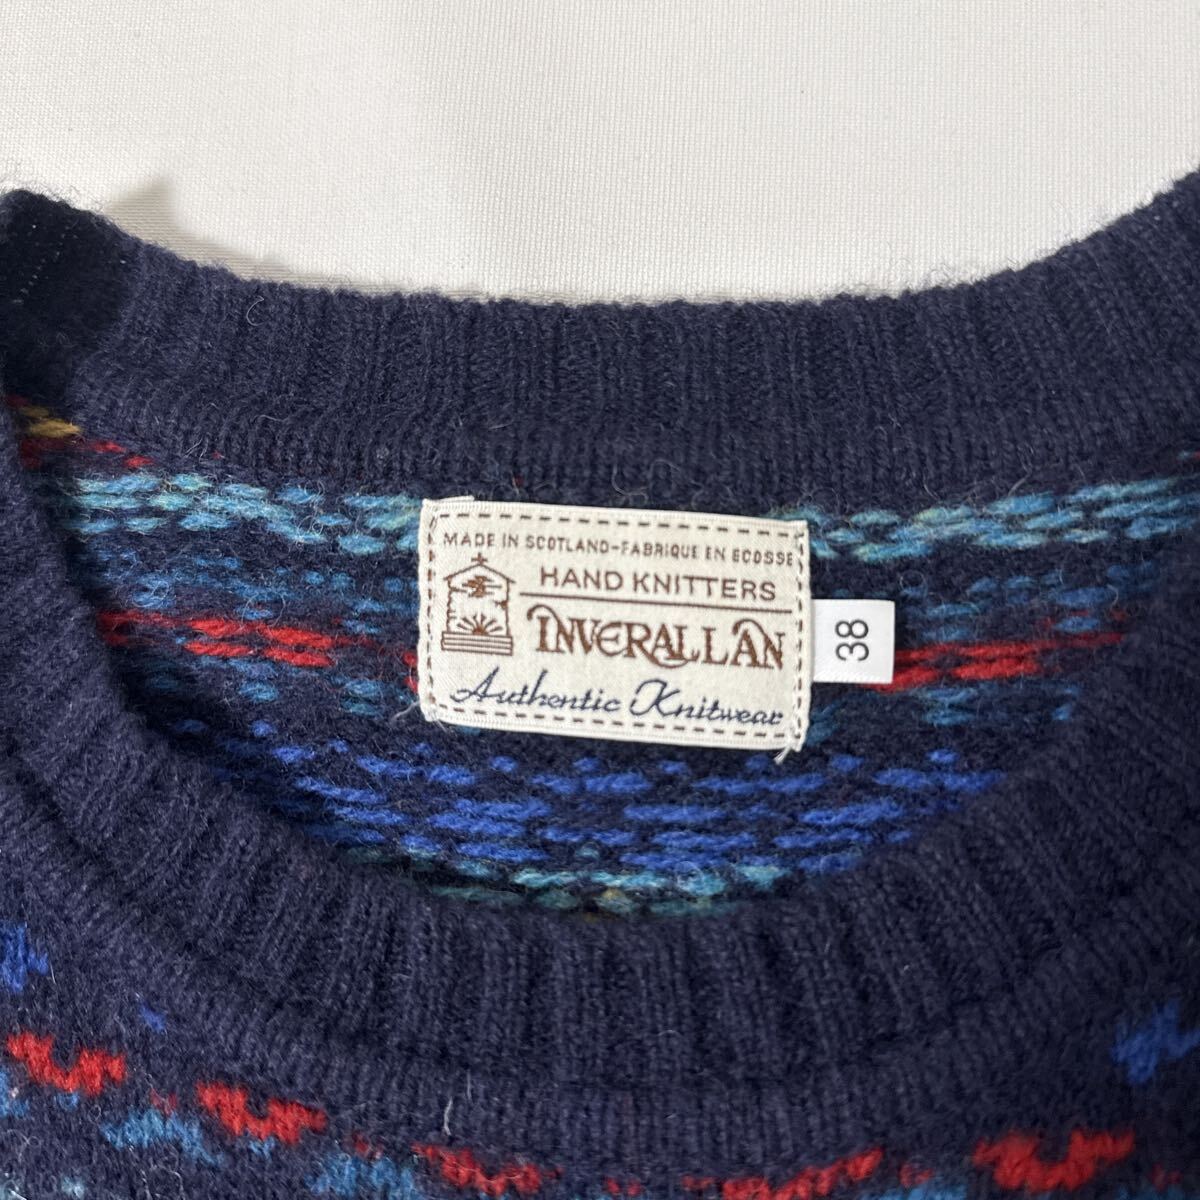 MADE IN SCOTLAND-FABRIQUE EN ECOSSE
HAND KNITTERS
INVERALLAN
Authentic Knitwear
38